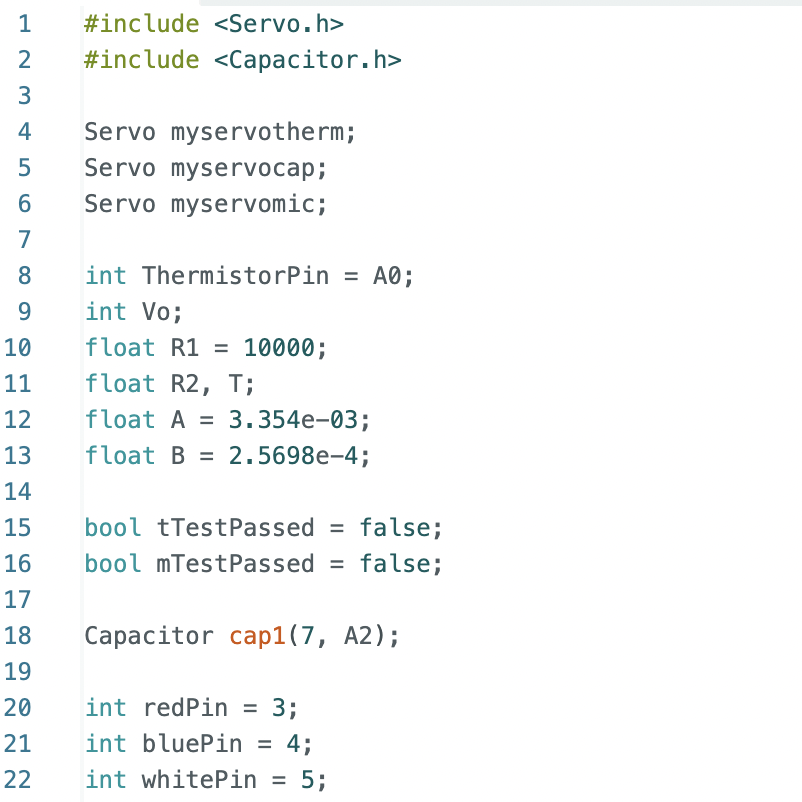 1 #include <Servo.h>
2 #include <Capacitor.h>
3
4 Servo myservotherm;
5 Servo myservocap;
6 Servo myservomic;
7
8 int ThermistorPin = A0;
9 int Vo;
10 float R1 = 10000;
11 float R2, T;
12 float A = 3.354e-03;
13 float B = 2.5698e-4;
14
15 bool tTestPassed = false;
16 bool mTestPassed = false;
17
18 Capacitor cap1(7, A2);
19
20 int redPin = 3;
21 int bluePin = 4;
22 int whitePin = 5;